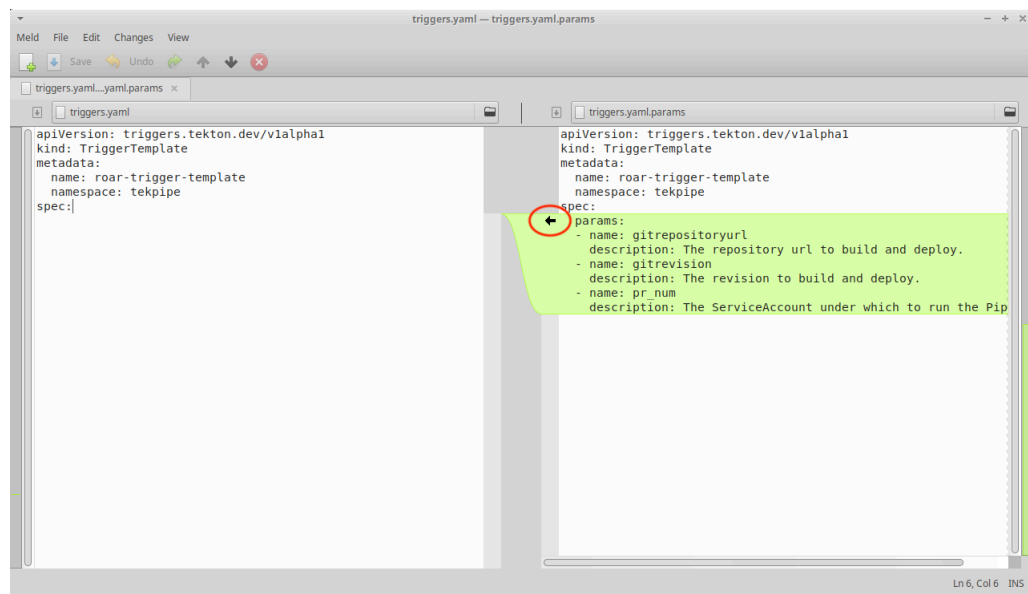 triggers.yaml — triggers.yaml.params
Meld File Edit Changes View
Save Undo
triggers.yaml....yaml.params ×
triggers.yaml
apiVersion: triggers.tekton.dev/v1alpha1
kind: TriggerTemplate
metadata:
  name: roar-trigger-template
  namespace: tekpipe
spec:
triggers.yaml.params
apiVersion: triggers.tekton.dev/v1alpha1
kind: TriggerTemplate
metadata:
  name: roar-trigger-template
  namespace: tekpipe
spec:
  params:
  - name: gitrepositoryurl
    description: The repository url to build and deploy.
  - name: gitrevision
    description: The revision to build and deploy.
  - name: pr_num
    description: The ServiceAccount under which to run the Pip
Ln 6, Col 6 INS